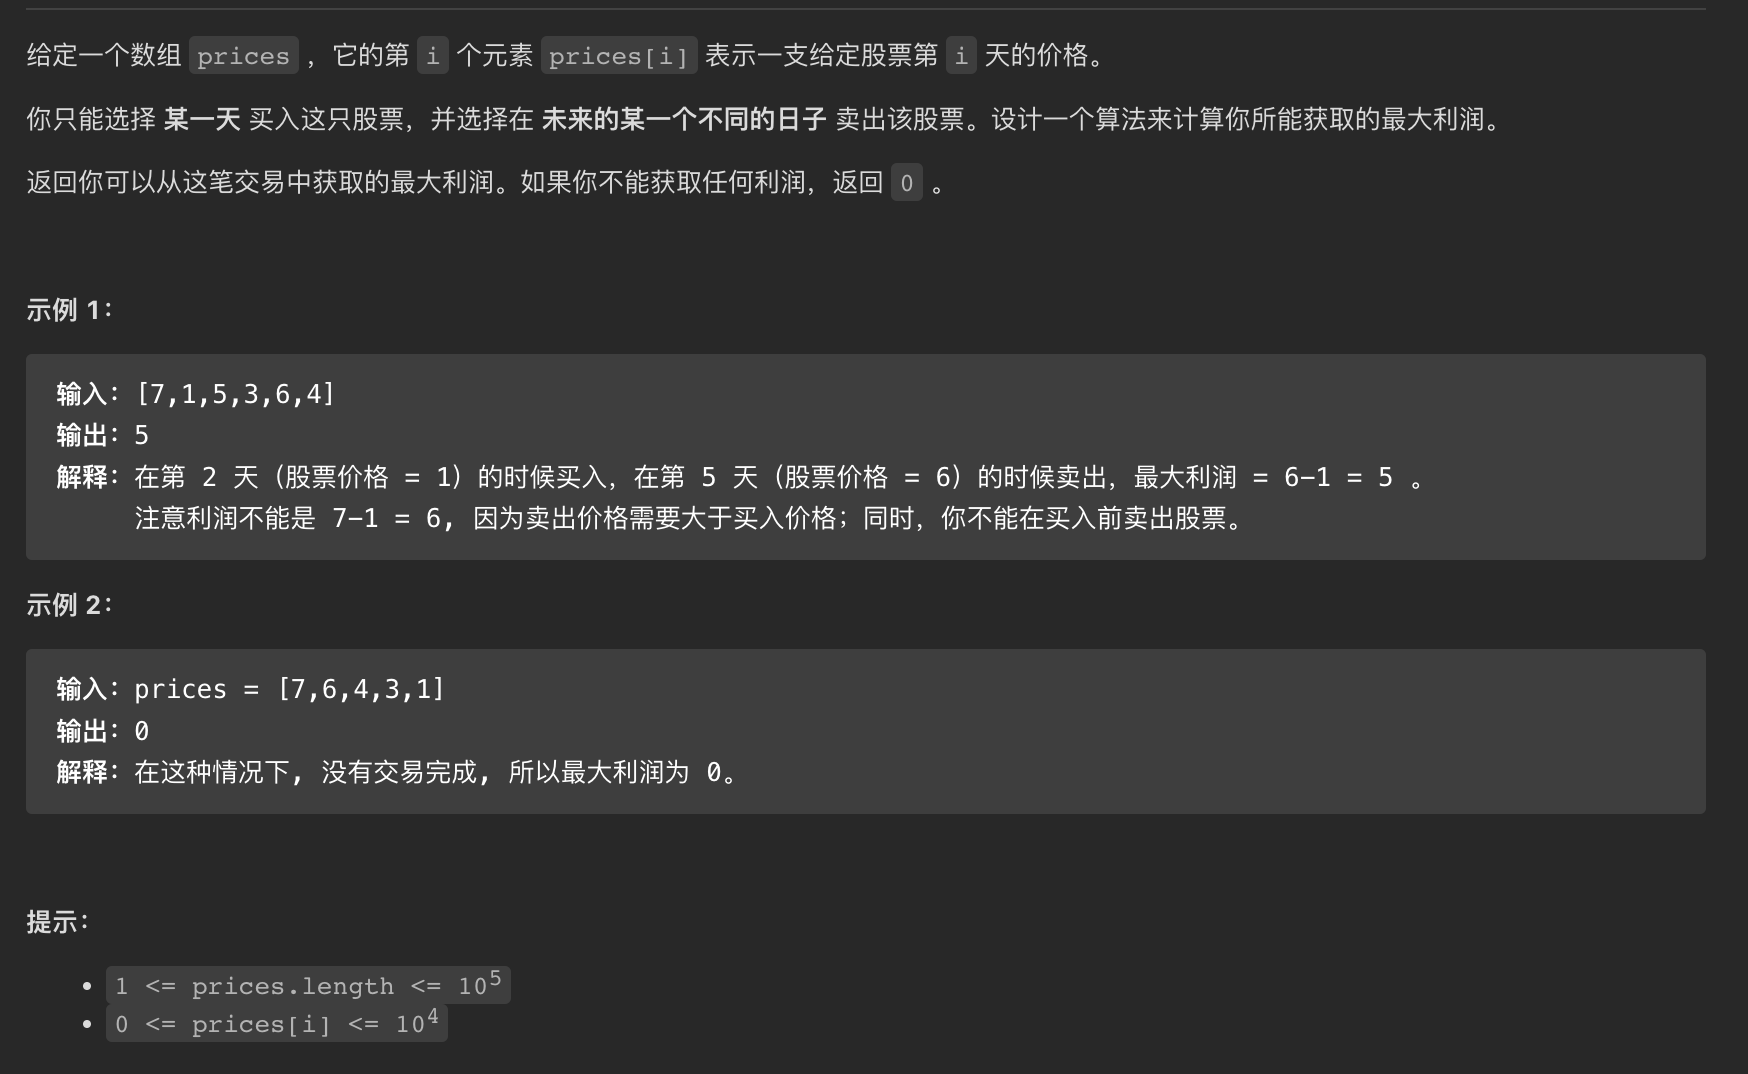 给定一个数组 prices ，它的第 i 个元素 prices[i] 表示一支给定股票第 i 天的价格。
你只能选择 某一天 买入这只股票，并选择在 未来的某一个不同的日子 卖出该股票。设计一个算法来计算你所能获取的最大利润。
返回你可以从这笔交易中获取的最大利润。如果你不能获取任何利润，返回 0 。
示例 1：
输入：[7,1,5,3,6,4]
输出：5
解释：在第 2 天（股票价格 = 1）的时候买入，在第 5 天（股票价格 = 6）的时候卖出，最大利润 = 6-1 = 5 。
注意利润不能是 7-1 = 6, 因为卖出价格需要大于买入价格；同时，你不能在买入前卖出股票。
示例 2：
输入：prices = [7,6,4,3,1]
输出：0
解释：在这种情况下, 没有交易完成, 所以最大利润为 0。
提示：
• 1 <= prices.length <= 10⁵
• 0 <= prices[i] <= 10⁴